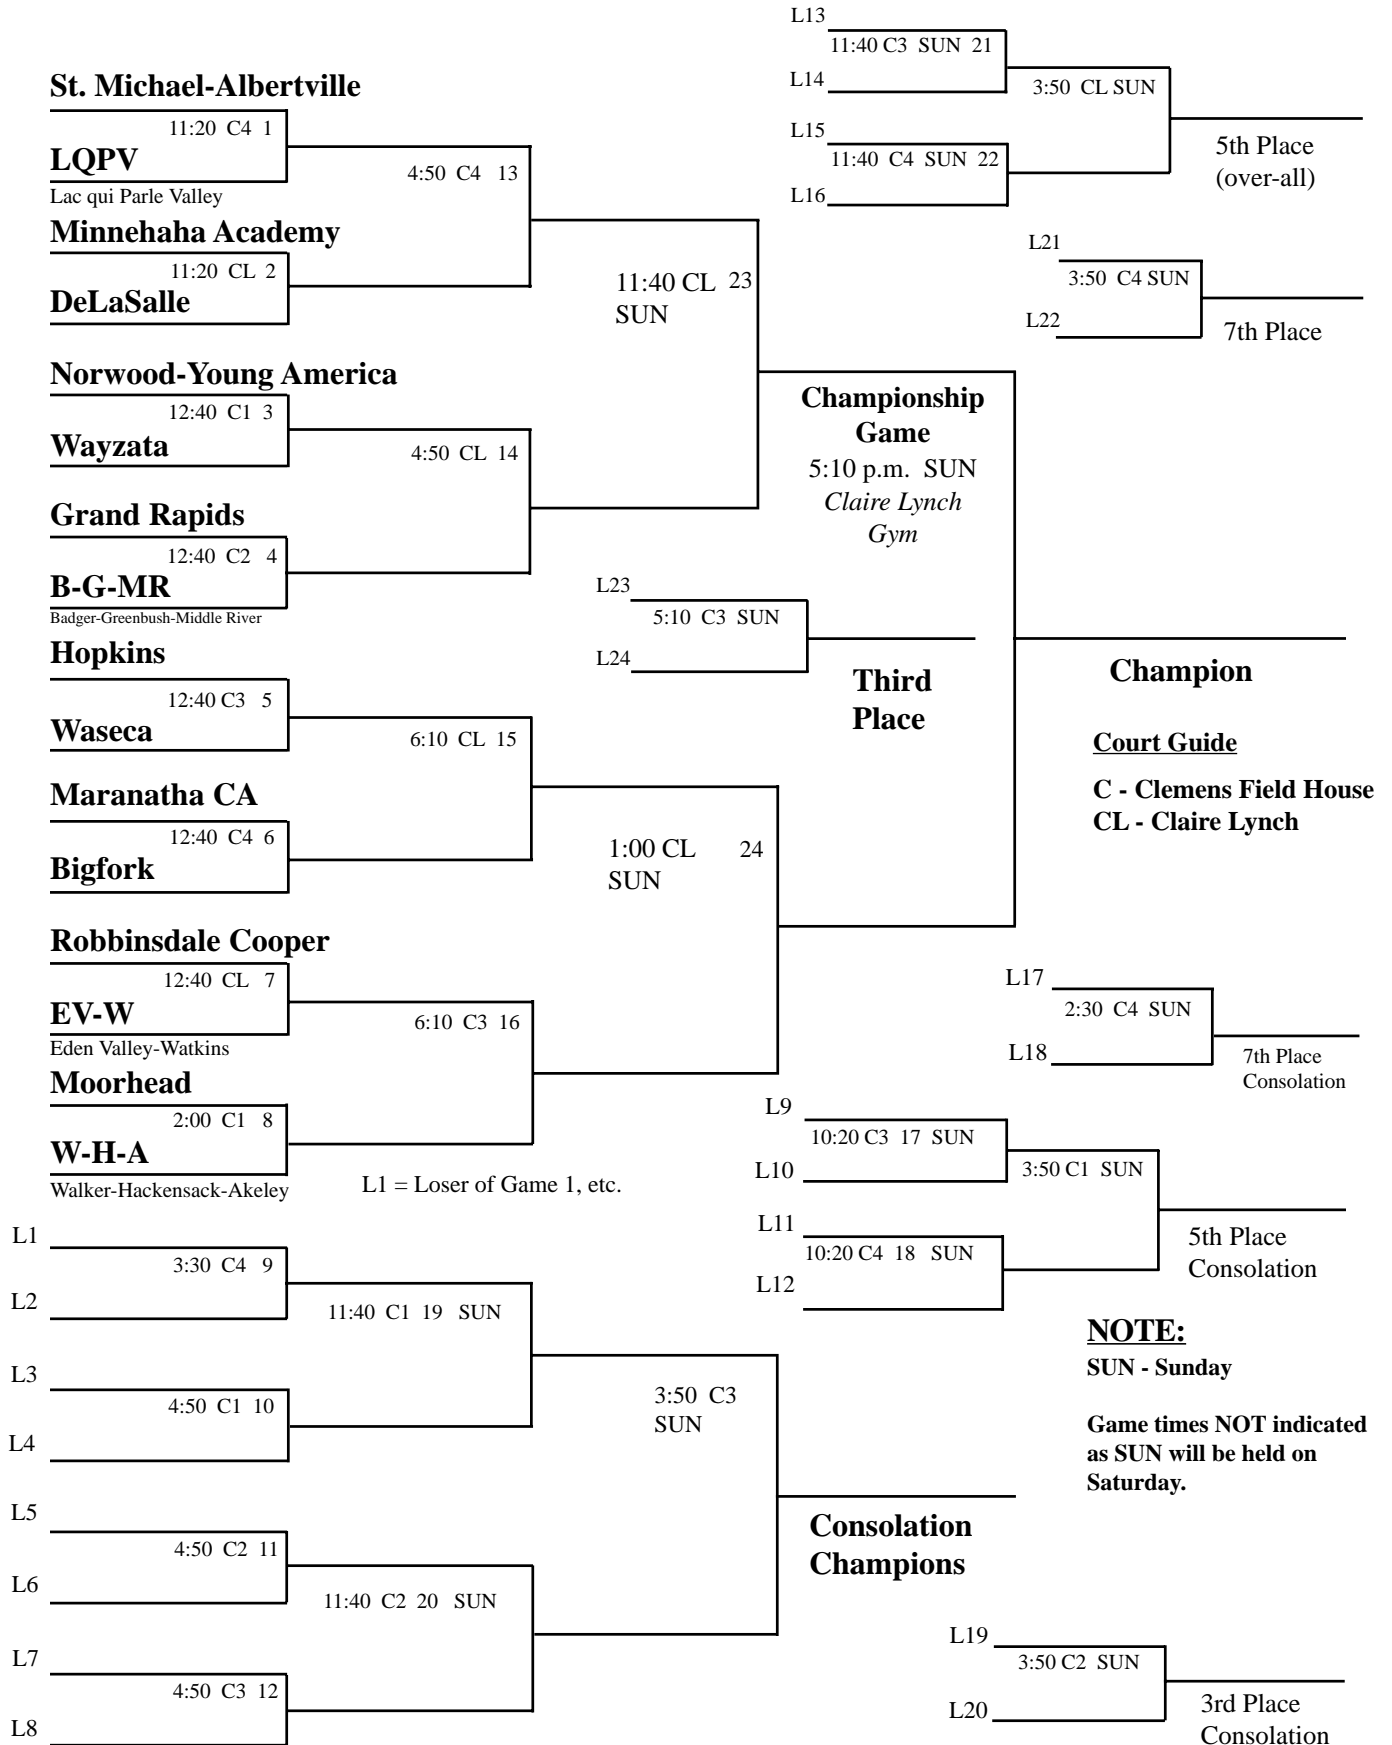 St. Michael-Albertville
11:20 C4 1
LQPV
Lac qui Parle Valley
4:50 C4 13
Minnehaha Academy
11:20 CL 2
DeLaSalle
11:40 CL 23
SUN
Norwood-Young America
12:40 C1 3
Wayzata
4:50 CL 14
Grand Rapids
12:40 C2 4
B-G-MR
Badger-Greenbush-Middle River
Hopkins
12:40 C3 5
Waseca
6:10 CL 15
Maranatha CA
12:40 C4 6
Bigfork
1:00 CL 24
SUN
Robbinsdale Cooper
12:40 CL 7
EV-W
Eden Valley-Watkins
6:10 C3 16
Moorhead
2:00 C1 8
W-H-A
Walker-Hackensack-Akeley
L1 = Loser of Game 1, etc.
L13
11:40 C3 SUN 21
L14
3:50 CL SUN
L15
11:40 C4 SUN 22
L16
5th Place
(over-all)
L21
3:50 C4 SUN
L22
7th Place
Championship
Game
5:10 p.m. SUN
Claire Lynch
Gym
L23
5:10 C3 SUN
L24
Third
Place
Champion
Court Guide
C - Clemens Field House
CL - Claire Lynch
L17
2:30 C4 SUN
L18
7th Place
Consolation
L9
10:20 C3 17 SUN
L10
3:50 C1 SUN
L11
10:20 C4 18 SUN
L12
5th Place
Consolation
L1
3:30 C4 9
L2
11:40 C1 19 SUN
L3
4:50 C1 10
L4
3:50 C3
SUN
L5
4:50 C2 11
L6
11:40 C2 20 SUN
L7
4:50 C3 12
L8
Consolation
Champions
NOTE:
SUN - Sunday
Game times NOT indicated
as SUN will be held on
Saturday.
L19
3:50 C2 SUN
L20
3rd Place
Consolation